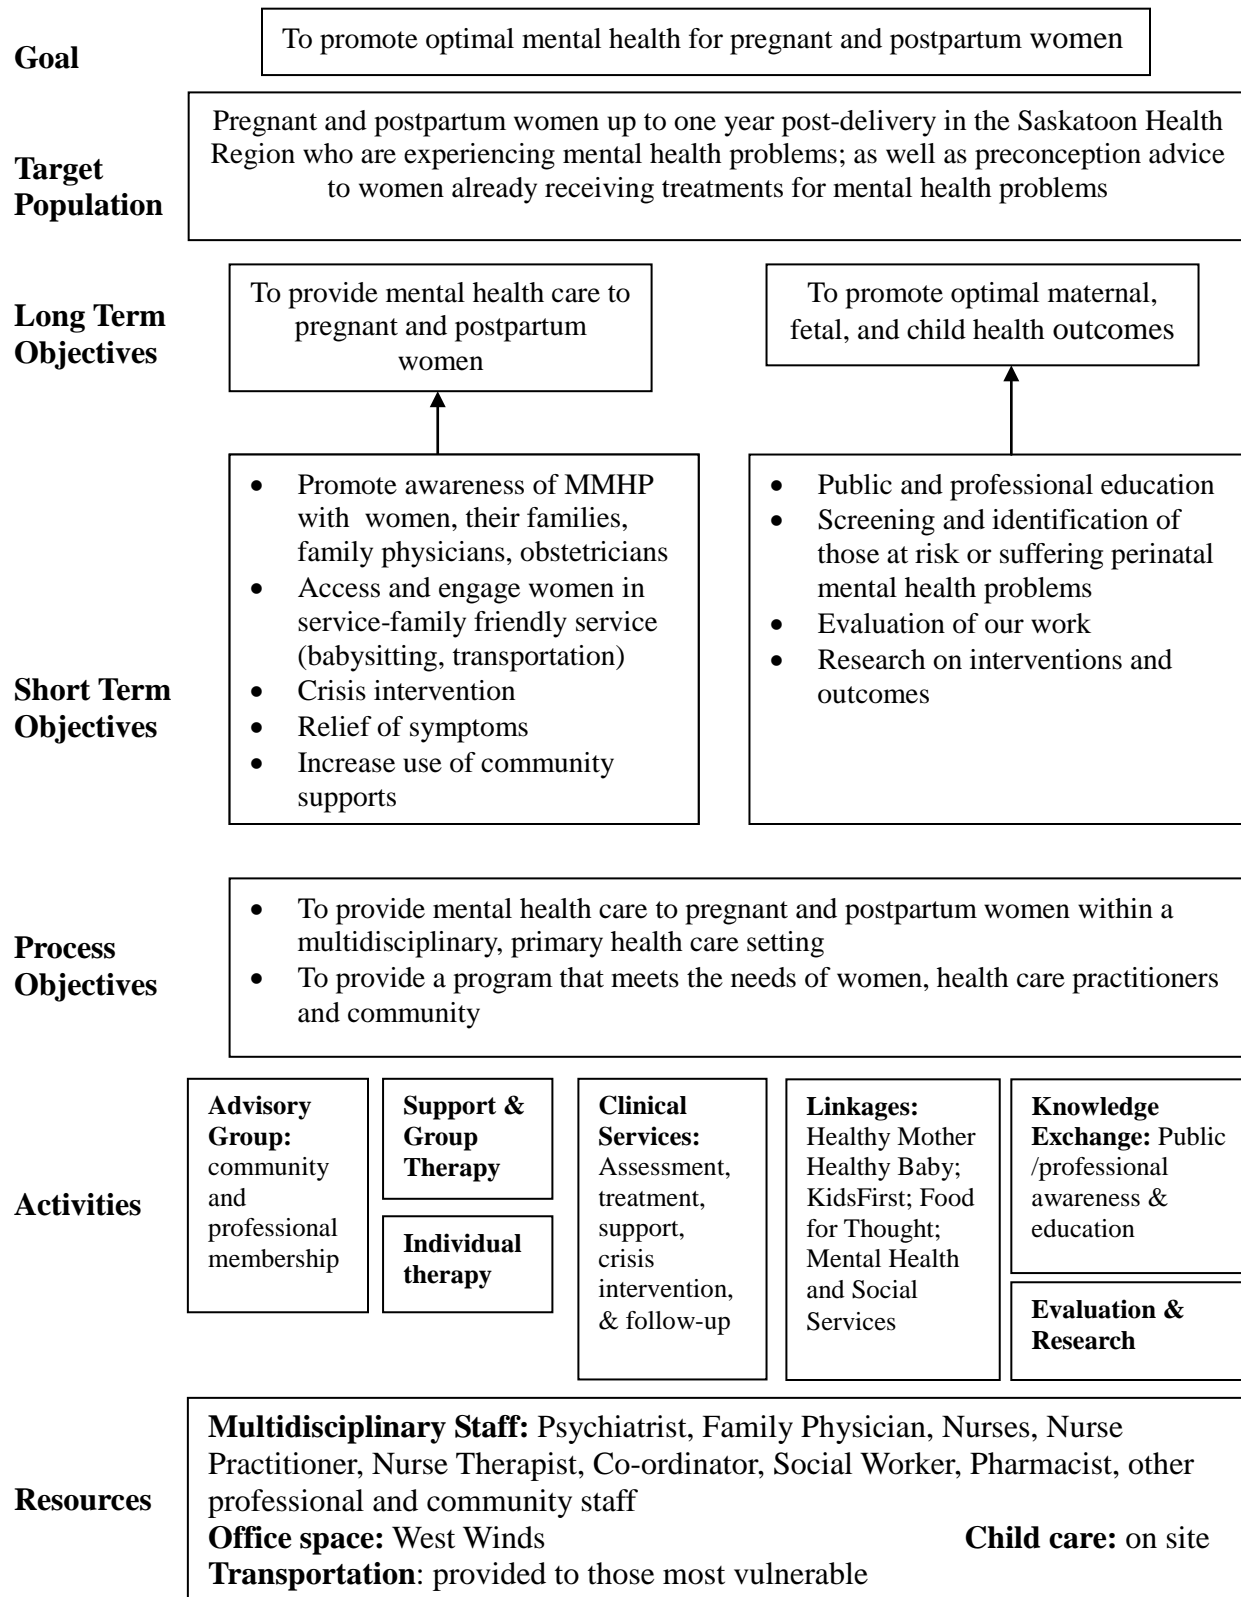 Goal
To promote optimal mental health for pregnant and postpartum women
Target
Population
Pregnant and postpartum women up to one year post-delivery in the Saskatoon Health
Region who are experiencing mental health problems; as well as preconception advice
to women already receiving treatments for mental health problems
Long Term
Objectives
To provide mental health care to
pregnant and postpartum
women
To promote optimal maternal,
fetal, and child health outcomes
Short Term
Objectives
• Promote awareness of MMHP
with women, their families,
family physicians, obstetricians
• Access and engage women in
service-family friendly service
(babysitting, transportation)
• Crisis intervention
• Relief of symptoms
• Increase use of community
supports
• Public and professional education
• Screening and identification of
those at risk or suffering perinatal
mental health problems
• Evaluation of our work
• Research on interventions and
outcomes
Process
Objectives
• To provide mental health care to pregnant and postpartum women within a
multidisciplinary, primary health care setting
• To provide a program that meets the needs of women, health care practitioners
and community
Activities
Advisory
Group:
community
and
professional
membership
Support &
Group
Therapy
Individual
therapy
Clinical
Services:
Assessment,
treatment,
support,
crisis
intervention,
& follow-up
Linkages:
Healthy Mother
Healthy Baby;
KidsFirst; Food
for Thought;
Mental Health
and Social
Services
Knowledge
Exchange: Public
/professional
awareness &
education
Evaluation &
Research
Resources
Multidisciplinary Staff: Psychiatrist, Family Physician, Nurses, Nurse
Practitioner, Nurse Therapist, Co-ordinator, Social Worker, Pharmacist, other
professional and community staff
Office space: West Winds Child care: on site
Transportation: provided to those most vulnerable